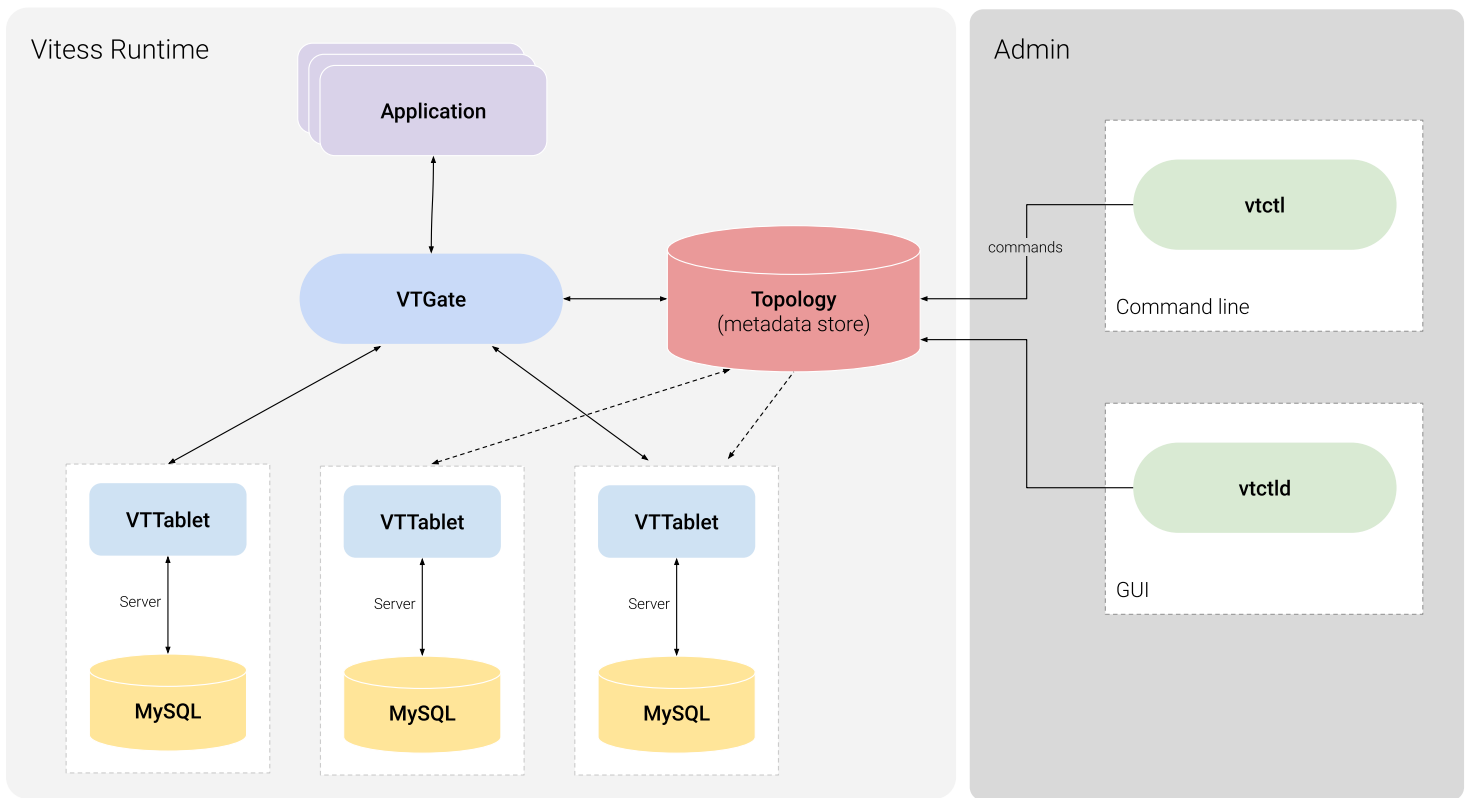 Vitess Runtime
Admin
Application
vtctl
commands
VTGate
Topology
(metadata store)
Command line
VTTablet
VTTablet
VTTablet
vtctld
Server
Server
Server
GUI
MySQL
MySQL
MySQL